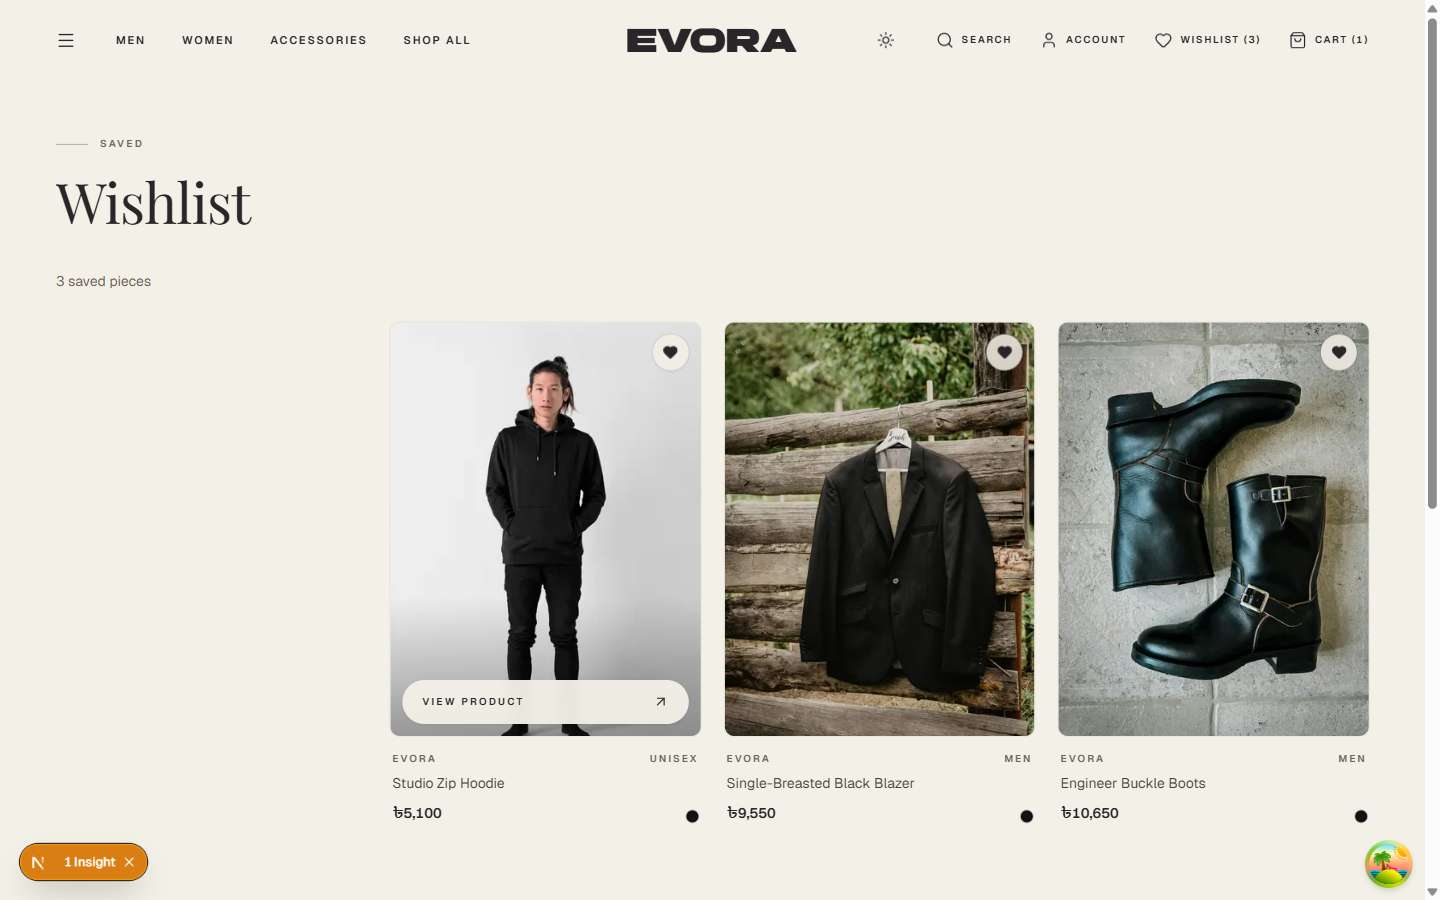 MEN WOMEN ACCESSORIES SHOP ALL EVORA SEARCH ACCOUNT WISHLIST (3) CART (1)
SAVED
Wishlist
3 saved pieces
VIEW PRODUCT
EVORA UNISEX
Studio Zip Hoodie
৳5,100
EVORA MEN
Single-Breasted Black Blazer
৳9,550
EVORA MEN
Engineer Buckle Boots
৳10,650
N 1 Insight